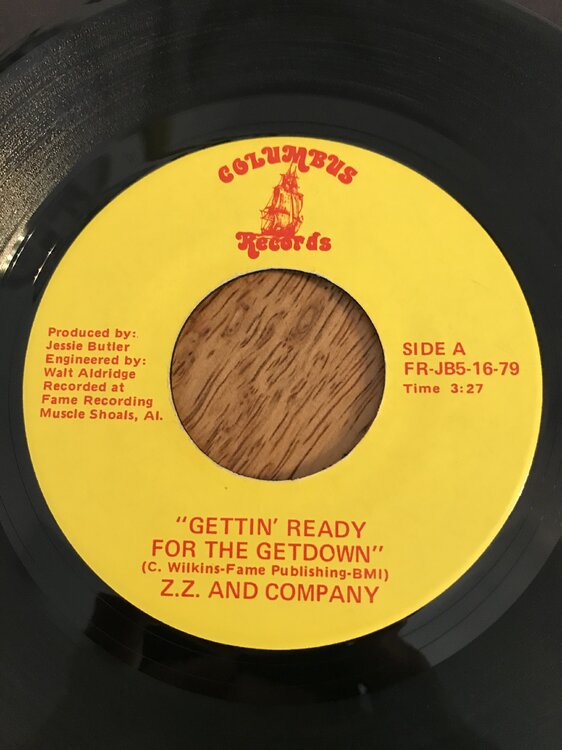 COLUMBUS
Records
Produced by:
Jessie Butler
Engineered by:
Walt Aldridge
Recorded at
Fame Recording
Muscle Shoals, Al.
SIDE A
FR-JB5-16-79
Time 3:27
"GETTIN' READY
FOR THE GETDOWN"
(C. Wilkins-Fame Publishing-BMI)
Z.Z. AND COMPANY